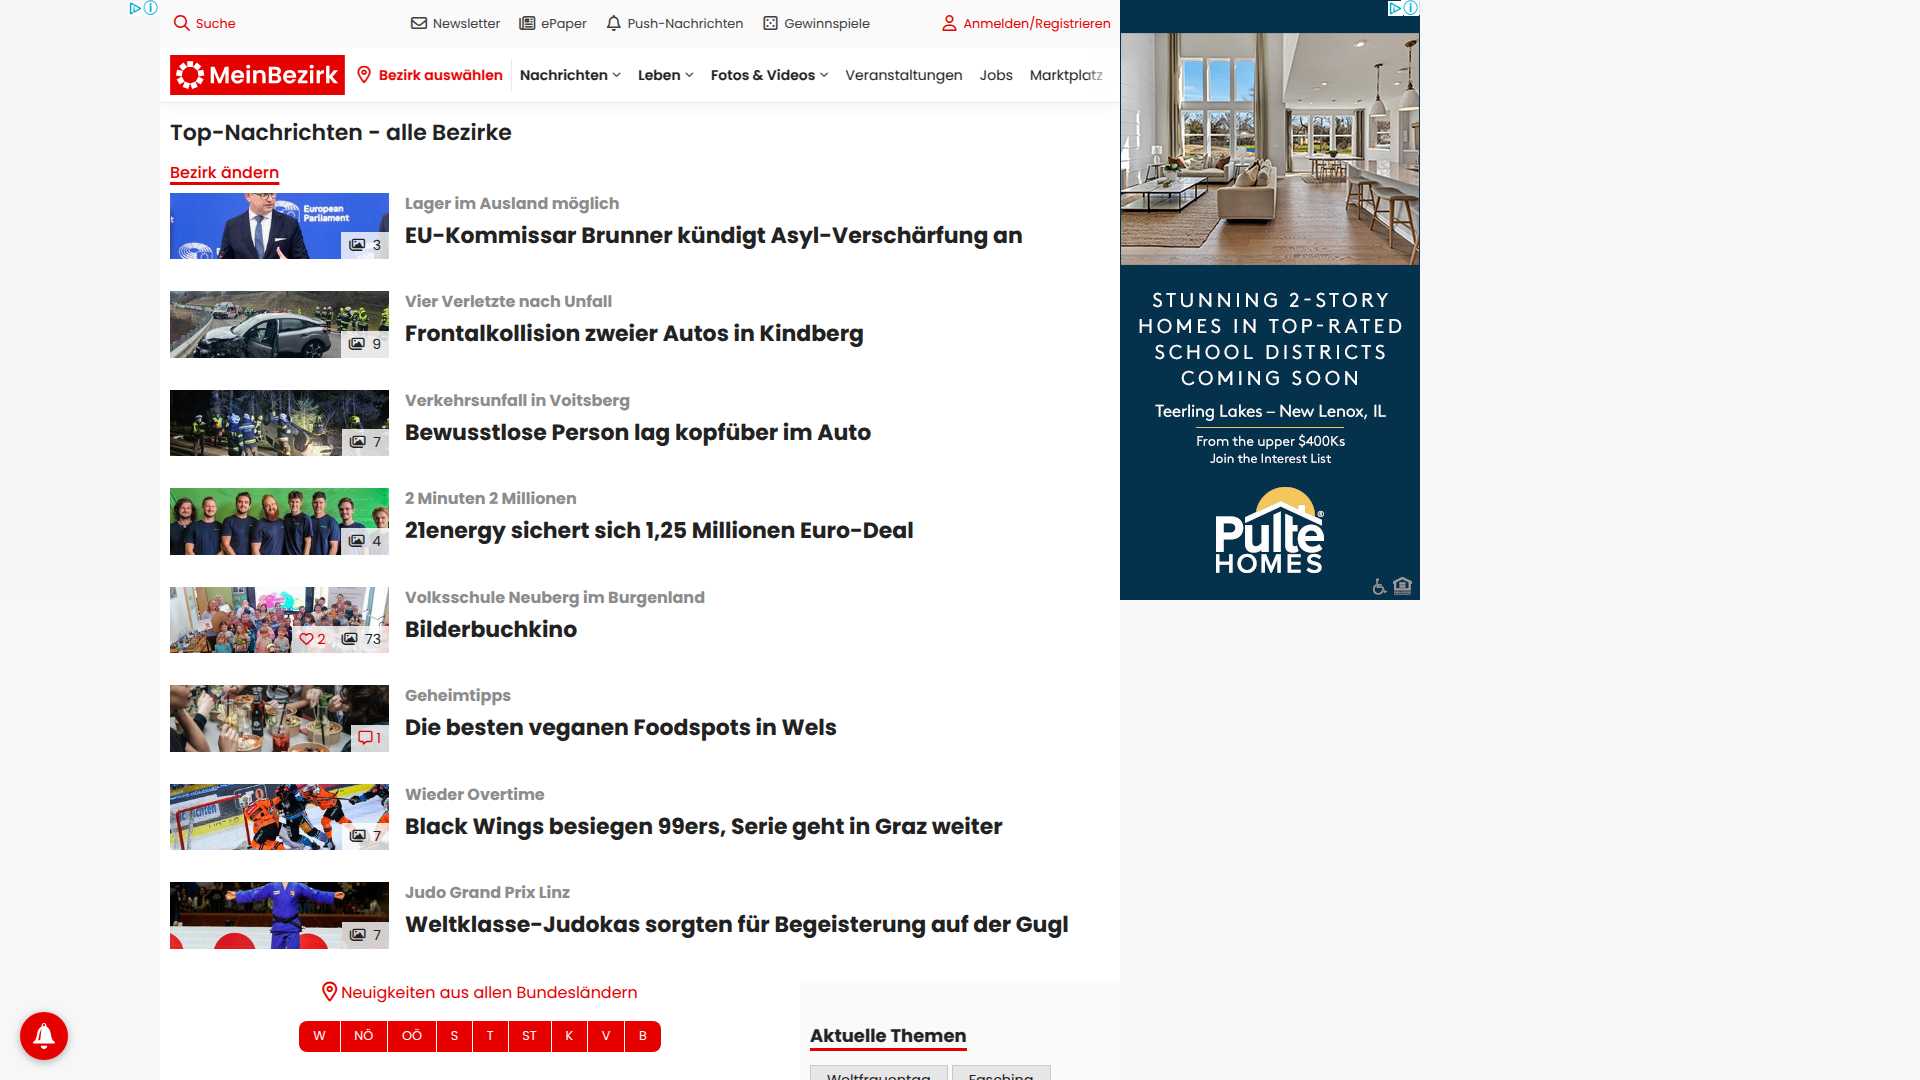 Suche
Newsletter
ePaper
Push-Nachrichten
Gewinnspiele
Anmelden/Registrieren
MeinBezirk
Bezirk auswählen
Nachrichten
Leben
Fotos & Videos
Veranstaltungen
Jobs
Marktplatz
Top-Nachrichten - alle Bezirke
Bezirk ändern
European
Parliament
3
Lager im Ausland möglich
EU-Kommissar Brunner kündigt Asyl-Verschärfung an
9
Vier Verletzte nach Unfall
Frontalkollision zweier Autos in Kindberg
7
Verkehrsunfall in Voitsberg
Bewusstlose Person lag kopfüber im Auto
4
2 Minuten 2 Millionen
21energy sichert sich 1,25 Millionen Euro-Deal
2 73
Volksschule Neuberg im Burgenland
Bilderbuchkino
1
Geheimtipps
Die besten veganen Foodspots in Wels
7
Wieder Overtime
Black Wings besiegen 99ers, Serie geht in Graz weiter
7
Judo Grand Prix Linz
Weltklasse-Judokas sorgten für Begeisterung auf der Gugl
Neuigkeiten aus allen Bundesländern
W NÖ OÖ S T ST K V B
Aktuelle Themen
Weltfrauentag
Fasching
STUNNING 2-STORY
HOMES IN TOP-RATED
SCHOOL DISTRICTS
COMING SOON
Teerling Lakes – New Lenox, IL
From the upper $400Ks
Join the Interest List
Pulte®
HOMES